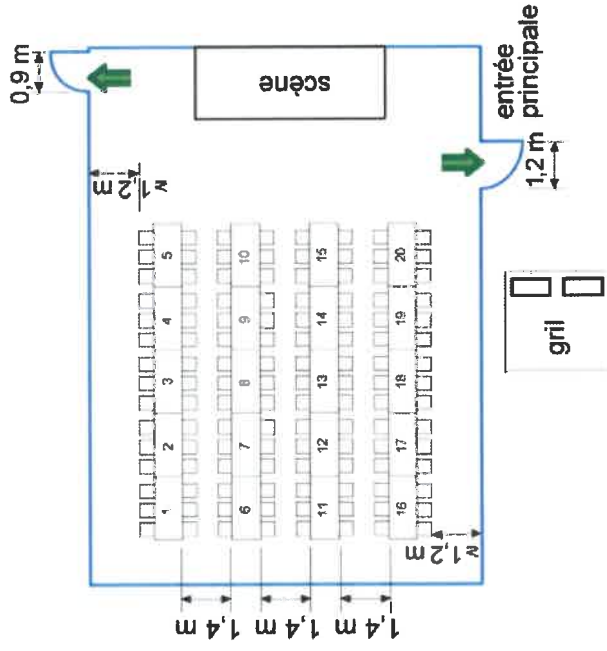 0,9 m
≥1,2 m
scène
1 2 3 4 5
6 7 8 9 10
11 12 13 14 15
16 17 18 19 20
1,4 m
1,4 m
1,4 m
≥1,2 m
entrée
principale
1,2 m
gril